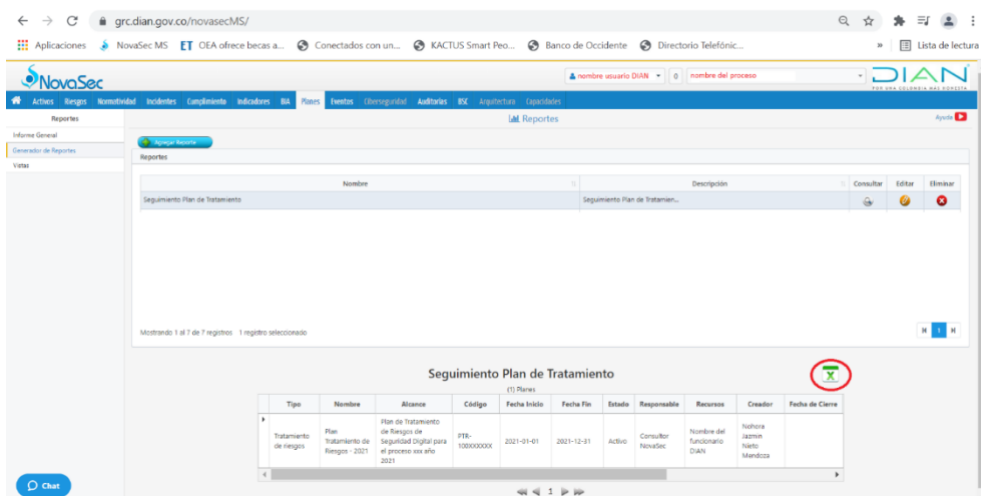 grc.dian.gov.co/novasecMS/
Aplicaciones NovaSec MS ET OEA ofrece becas a... Conectados con un... KACTUS Smart Peo... Banco de Occidente Directorio Telefónic... » Lista de lectura
NovaSec nombre usuario DIAN 0 nombre del proceso DIAN
POR UNA COLOMBIA MÁS HONESTA
Activos Riesgos Normatividad Incidentes Cumplimiento Indicadores BIA Planes Eventos Ciberseguridad Auditorías BSC Arquitectura Capacidades
Reportes Reportes Ayuda
Informe General
Generador de Reportes
Vistas
Agregar Reporte
Reportes
Nombre Descripción Consultar Editar Eliminar
Seguimiento Plan de Tratamiento Seguimiento Plan de Tratamien...
Mostrando 1 al 7 de 7 registros 1 registro seleccionado
1
Seguimiento Plan de Tratamiento
(1) Planes
Tipo Nombre Alcance Código Fecha Inicio Fecha Fin Estado Responsable Recursos Creador Fecha de Cierre
Tratamiento de riesgos
Plan Tratamiento de Riesgos - 2021
Plan de Tratamiento de Riesgos de Seguridad Digital para el proceso xxx año 2021
PTR-100XXXXXX
2021-01-01
2021-12-31
Activo
Consultor NovaSec
Nombre del funcionario DIAN
Nohora Jazmin Nieto Mendoza
1
Chat